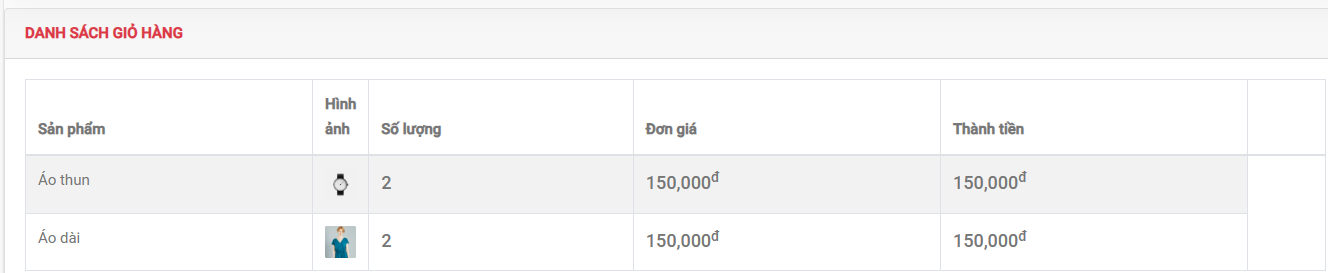 DANH SÁCH GIỎ HÀNG
Sản phẩm Hình ảnh Số lượng Đơn giá Thành tiền
Áo thun 2 150,000đ 150,000đ
Áo dài 2 150,000đ 150,000đ